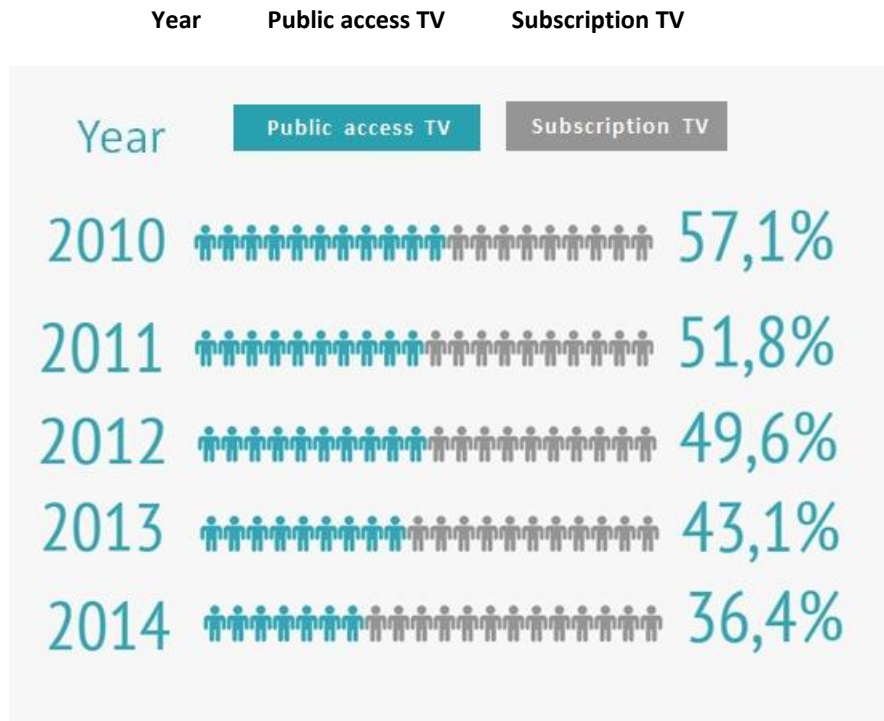 Year Public access TV Subscription TV
Year Public access TV Subscription TV
2010 57,1%
2011 51,8%
2012 49,6%
2013 43,1%
2014 36,4%